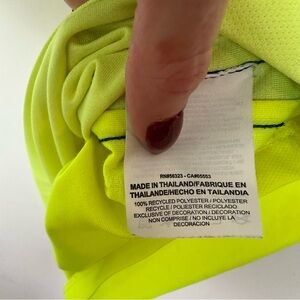 RN#56323 - CA#05553
MADE IN THAILAND/FABRIQUE EN
THAILANDE/HECHO EN TAILANDIA
100% RECYCLED POLYESTER / POLYESTER
RECYCLE / POLIESTER RECICLADO
EXCLUSIVE OF DECORATION / DECORATION
NON COMPRISE / NO INCLUYE LA
DECORACION